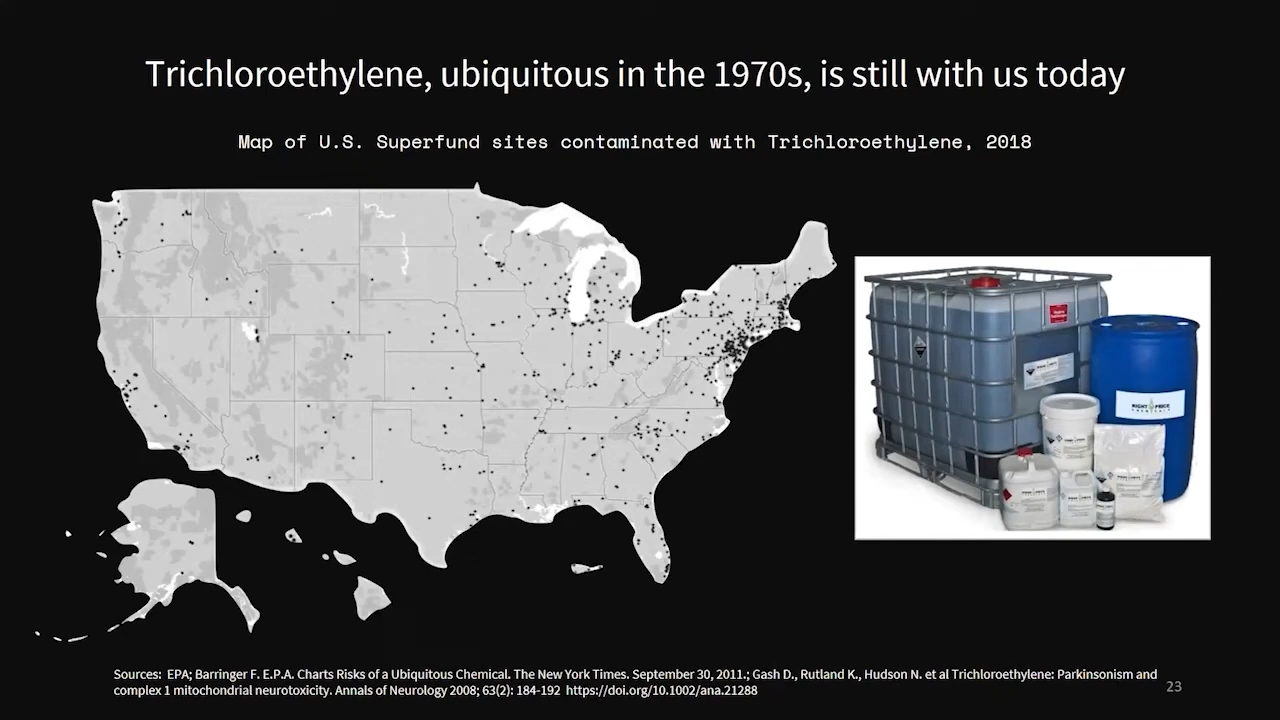 Trichloroethylene, ubiquitous in the 1970s, is still with us today
Map of U.S. Superfund sites contaminated with Trichloroethylene, 2018
RIGHT PRICE
CHEMICALS
Sources: EPA; Barringer F. E.P.A. Charts Risks of a Ubiquitous Chemical. The New York Times. September 30, 2011.; Gash D., Rutland K., Hudson N. et al Trichloroethylene: Parkinsonism and
complex 1 mitochondrial neurotoxicity. Annals of Neurology 2008; 63(2): 184-192 https://doi.org/10.1002/ana.21288
23